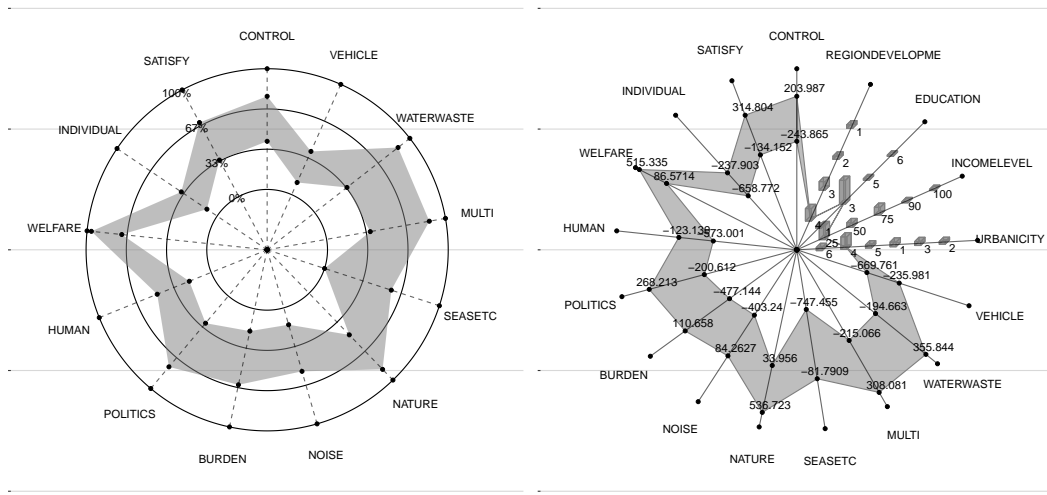 CONTROL
VEHICLE
SATISFY
100%
WATERWASTE
67%
INDIVIDUAL
33%
0%
MULTI
WELFARE
SEASETC
HUMAN
NATURE
POLITICS
NOISE
BURDEN
CONTROL
SATISFY
REGIONDEVELOPME
INDIVIDUAL
203.987
EDUCATION
314.804
1
−243.865
WELFARE
−134.152
2
6
INCOMELEVEL
515.335
−237.903
5
86.5714
100
−658.772
3
90
3
75
HUMAN
−123.139
4
50
1
−573.001
25
URBANICITY
6
4
5
1
3
2
−669.761
−200.612
−235.981
268.213
POLITICS
−477.144
−747.455
−194.663
VEHICLE
−403.24
110.658
−215.066
84.2627
33.956
355.844
BURDEN
−81.7909
308.081
WATERWASTE
536.723
NOISE
MULTI
NATURE
SEASETC